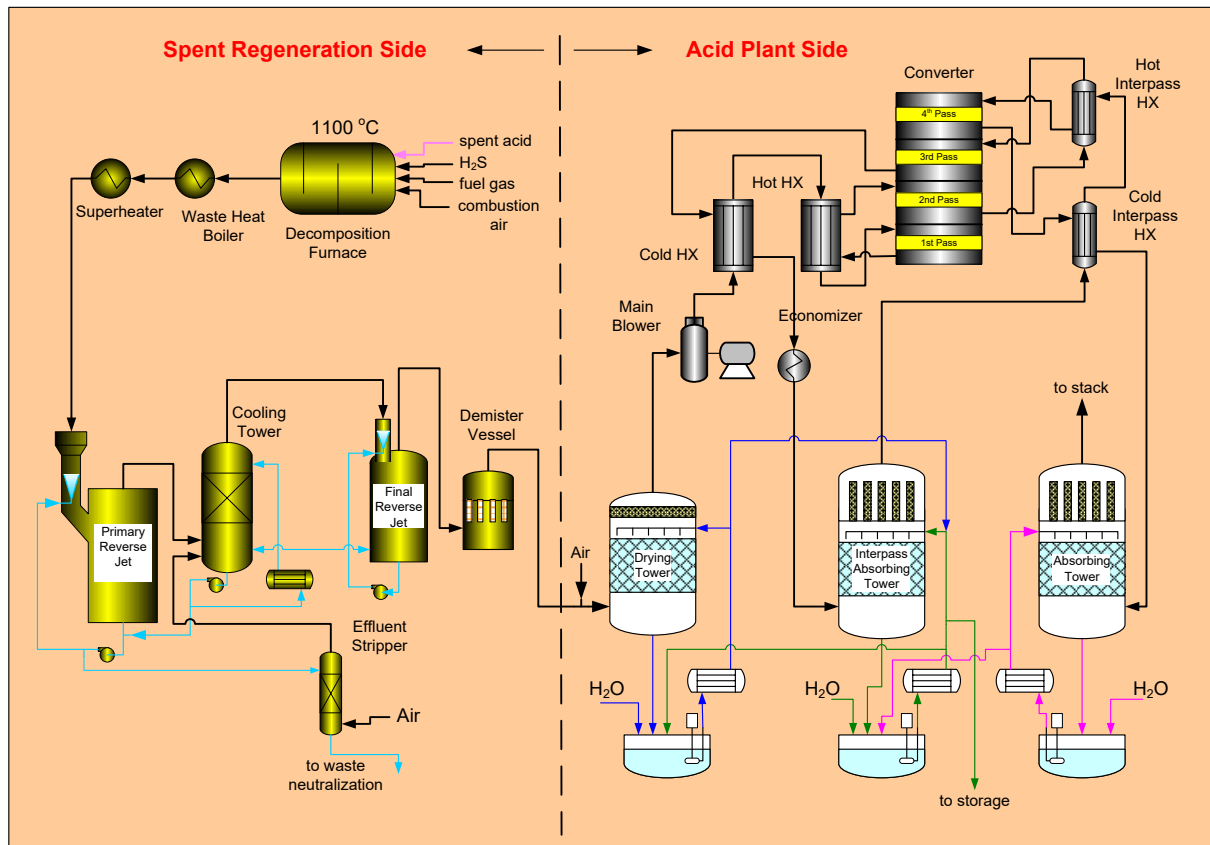 Spent Regeneration Side
Acid Plant Side
1100 °C
spent acid
H₂S
fuel gas
combustion
air
Superheater
Waste Heat
Boiler
Decomposition
Furnace
Converter
4th Pass
3rd Pass
2nd Pass
1st Pass
Hot
Interpass
HX
Cold
Interpass
HX
Hot HX
Cold HX
Main
Blower
Economizer
to stack
Cooling
Tower
Demister
Vessel
Primary
Reverse
Jet
Final
Reverse
Jet
Air
Drying
Tower
Interpass
Absorbing
Tower
Absorbing
Tower
Effluent
Stripper
Air
to waste
neutralization
H₂O
H₂O
H₂O
to storage